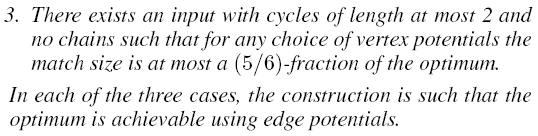 3. There exists an input with cycles of length at most 2 and
no chains such that for any choice of vertex potentials the
match size is at most a (5/6)-fraction of the optimum.
In each of the three cases, the construction is such that the
optimum is achievable using edge potentials.